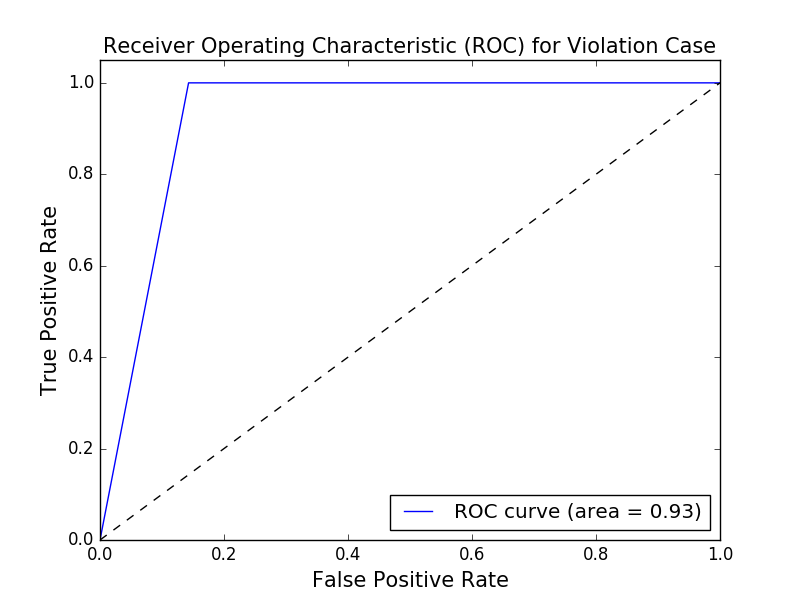 Receiver Operating Characteristic (ROC) for Violation Case
1.0
0.8
0.6
0.4
0.2
0.0
True Positive Rate
ROC curve (area = 0.93)
0.0 0.2 0.4 0.6 0.8 1.0
False Positive Rate